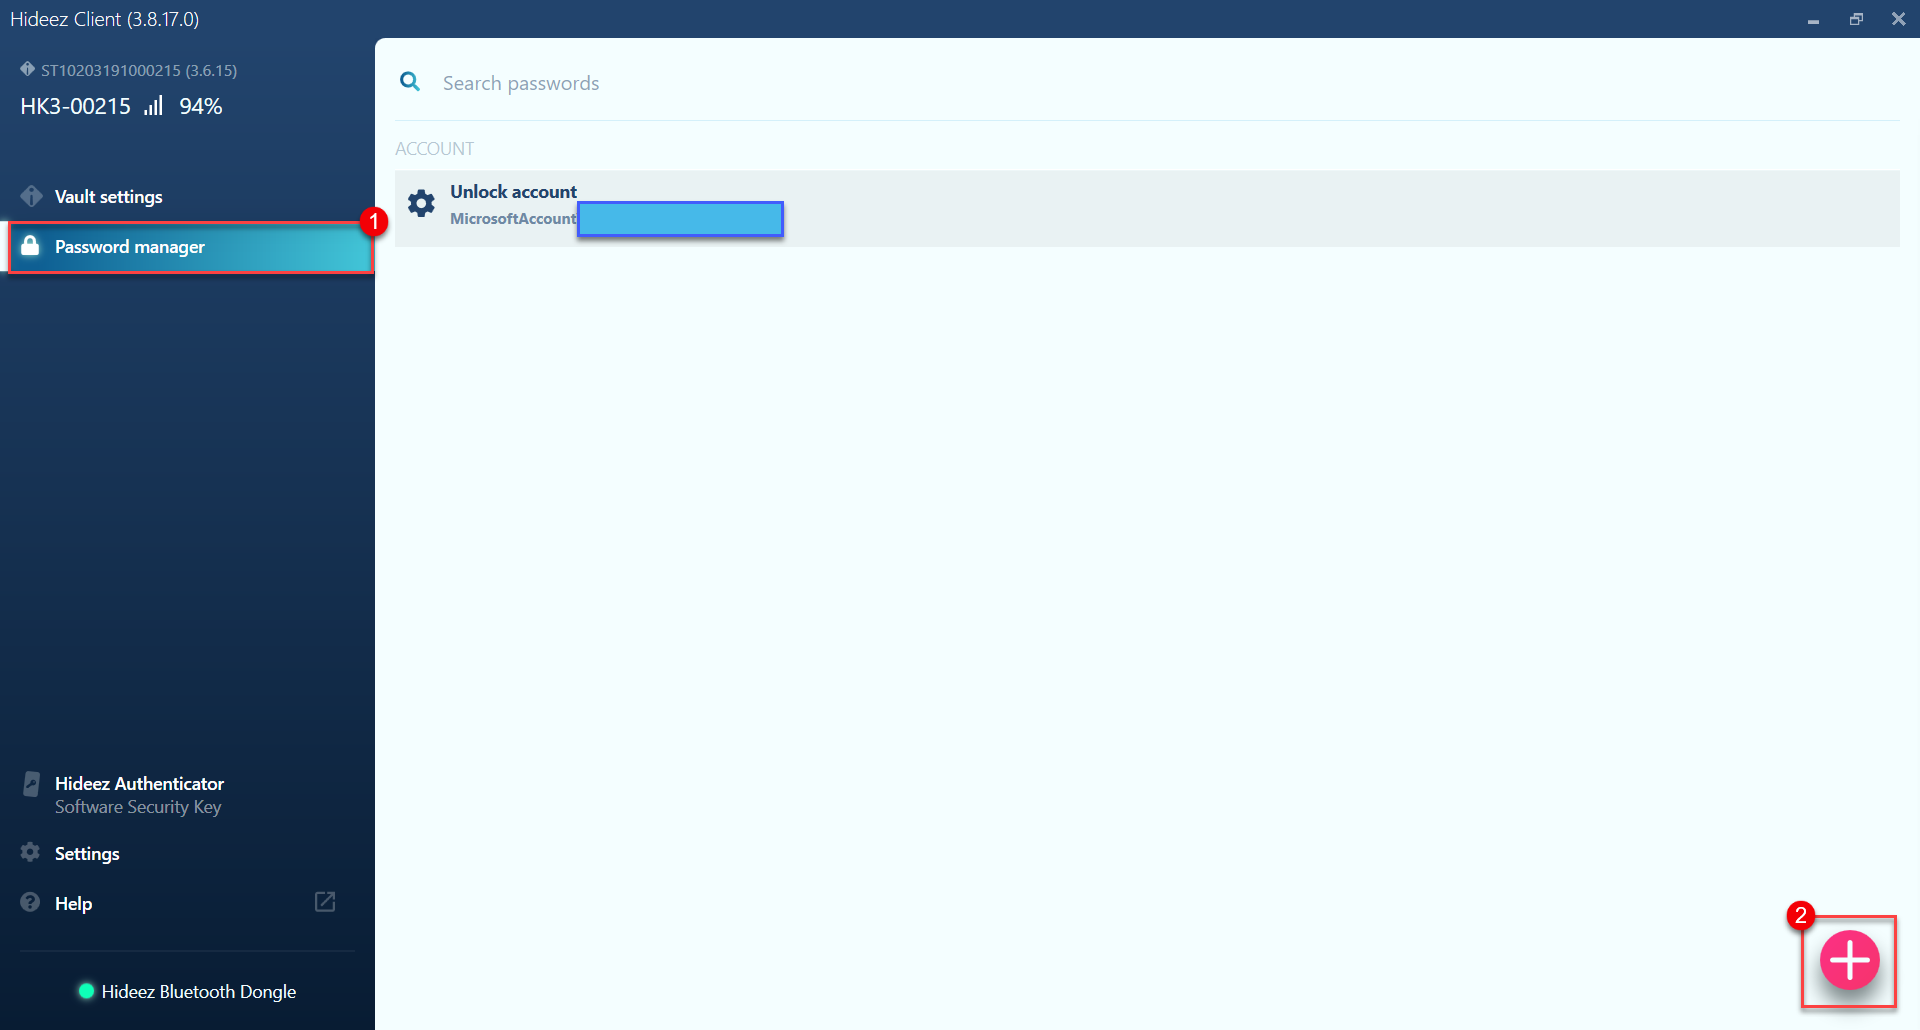 Hideez Client (3.8.17.0)
ST10203191000215 (3.6.15)
HK3-00215 94%
Vault settings
1
Password manager
Search passwords
ACCOUNT
Unlock account
MicrosoftAccount
Hideez Authenticator
Software Security Key
Settings
Help
Hideez Bluetooth Dongle
2